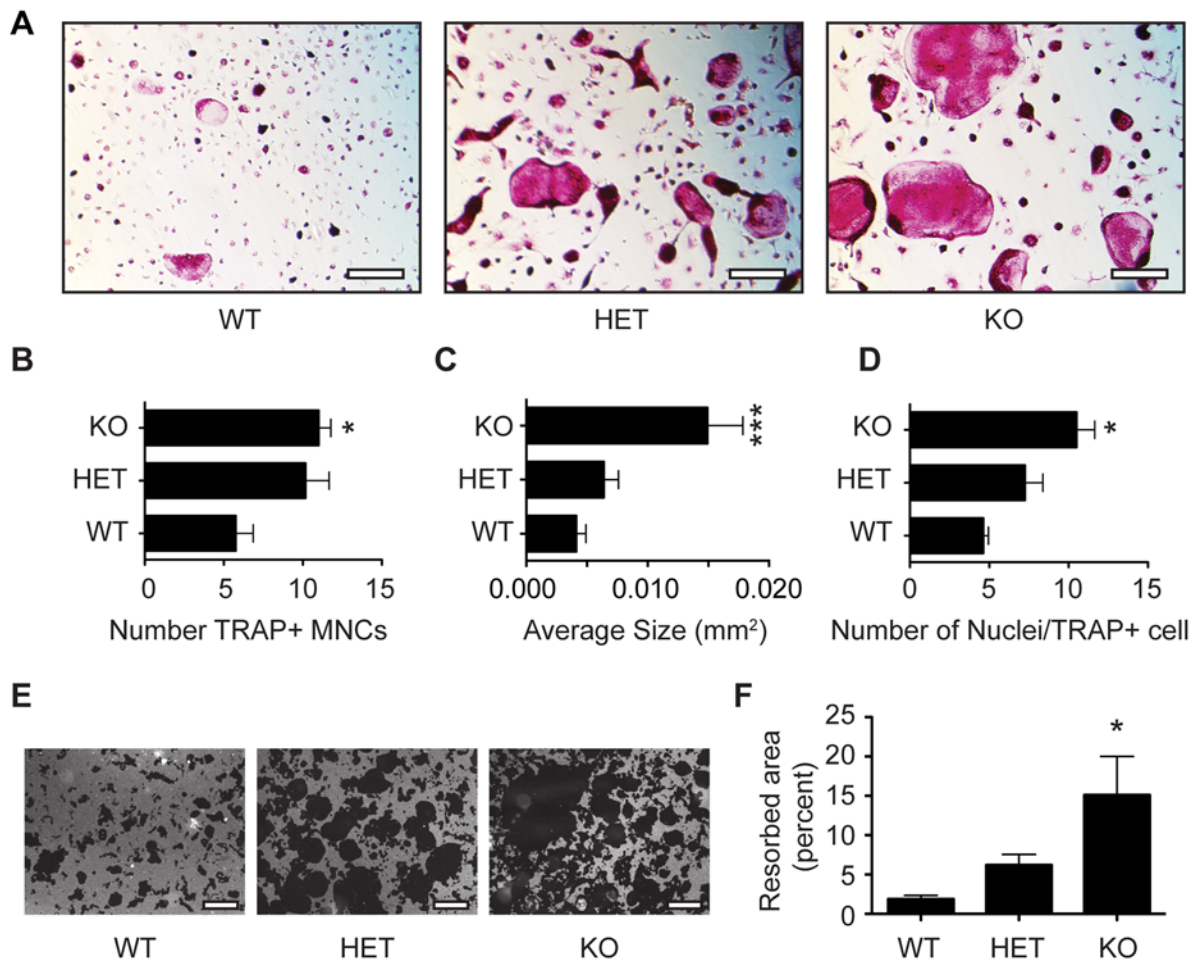 A
WT HET KO
B C D
KO *
HET
WT
0 5 10 15
Number TRAP+ MNCs
KO ***
HET
WT
0.000 0.010 0.020
Average Size (mm²)
KO *
HET
WT
0 5 10 15
Number of Nuclei/TRAP+ cell
E
WT HET KO
F
Resorbed area
(percent)
25
20
15
10
5
0
*
WT HET KO